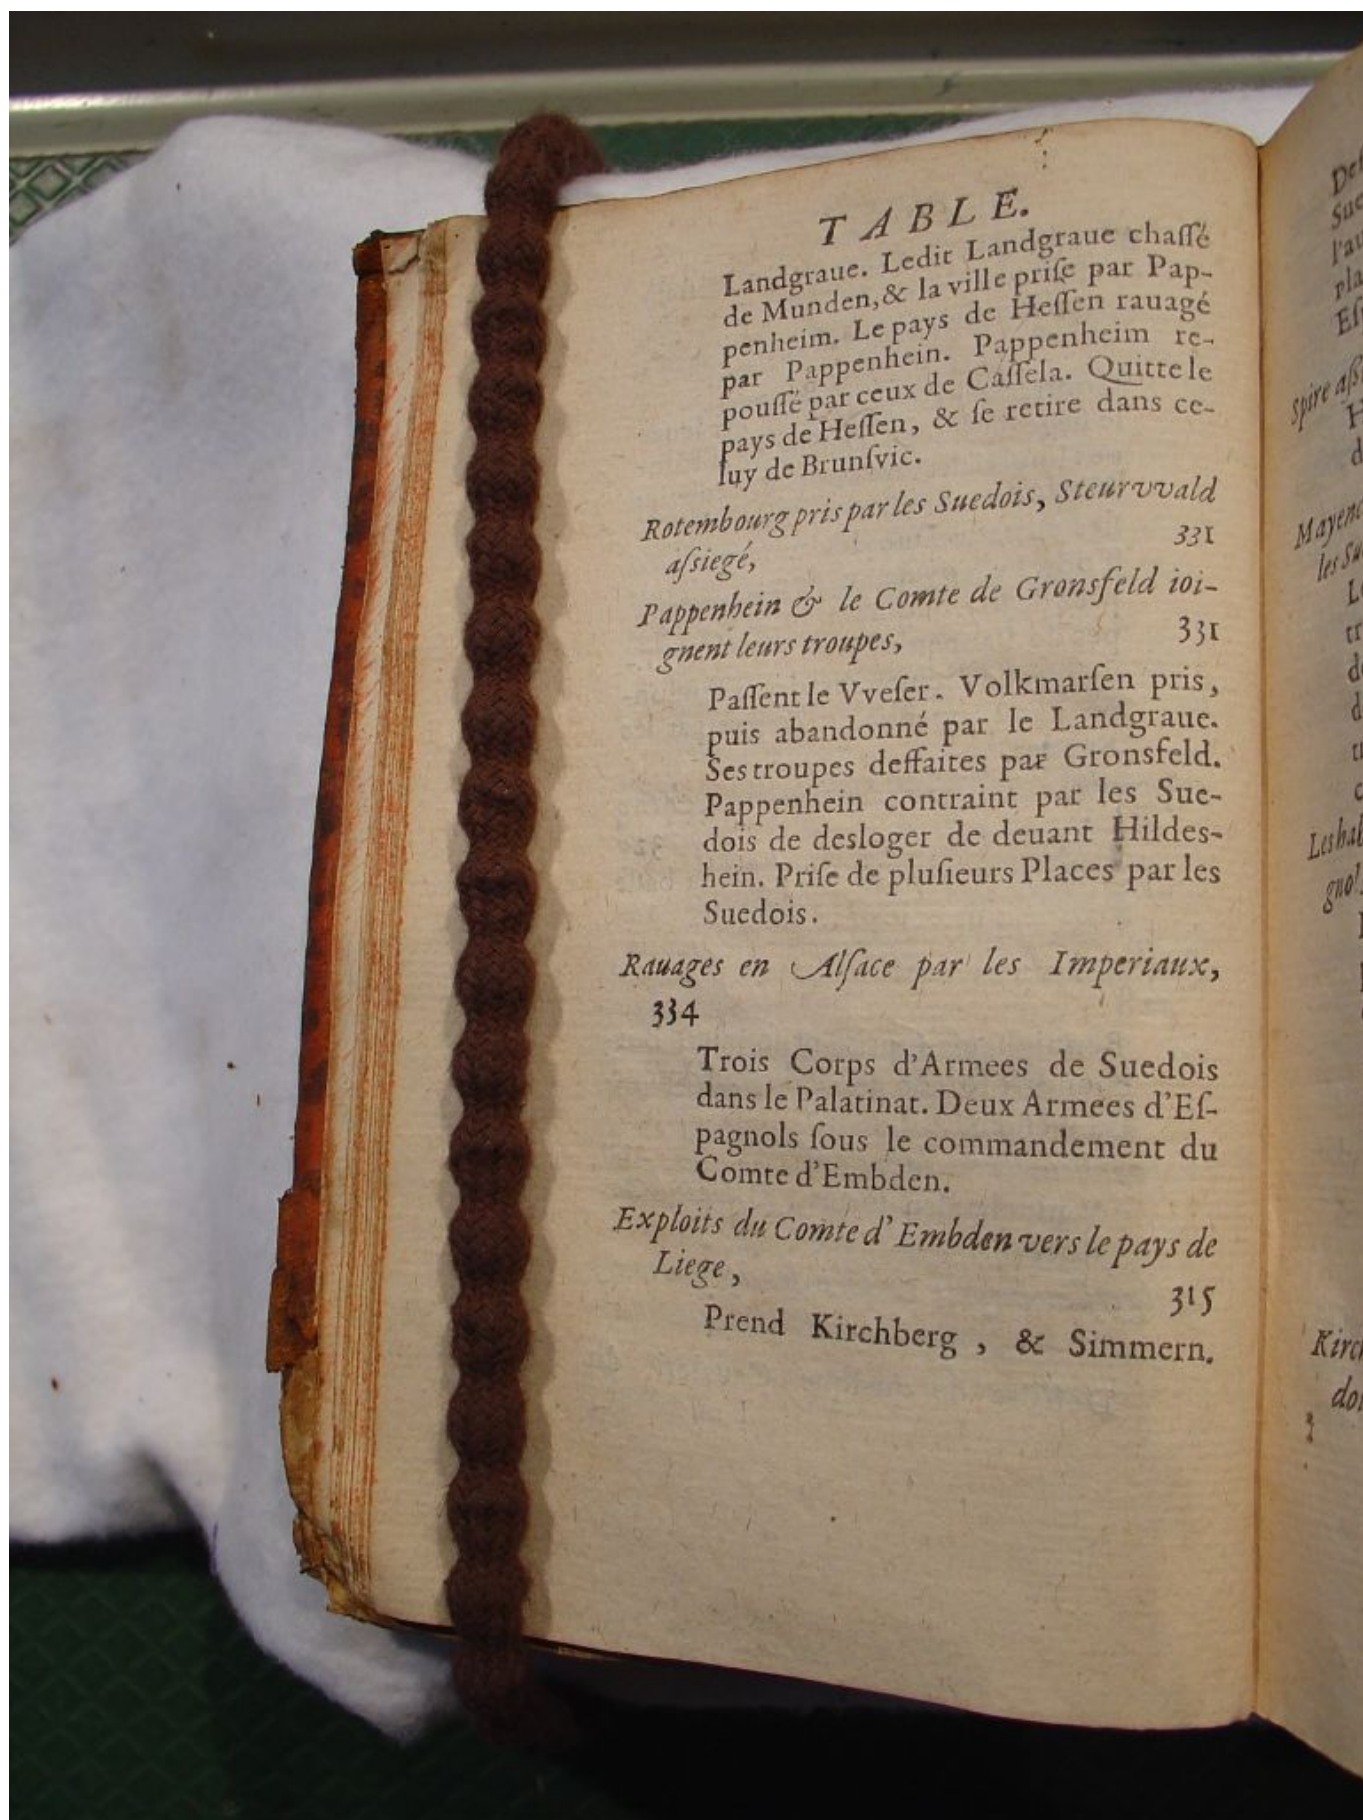 TABLE.
Landgraue. Ledit Landgraue chaſſé
de Munden, & la ville priſe par Pap-
penheim. Le pays de Heſſen rauagé
par Pappenhein. Pappenheim re-
pouſſé par ceux de Caſſela. Quitte le
pays de Heſſen, & ſe retire dans ce-
luy de Brunſvic.
Rotembourg pris par les Suedois, Steurvvald
aſsiegé, 331
Pappenhein & le Comte de Gronsfeld ioi-
gnent leurs troupes, 331
Paſſent le Vveſer. Volkmarſen pris,
puis abandonné par le Landgraue.
Ses troupes deffaites par Gronsfeld.
Pappenhein contraint par les Sue-
dois de desloger de deuant Hildes-
hein. Priſe de pluſieurs Places par les
Suedois.
Rauages en Alſace par les Imperiaux,
334
Trois Corps d'Armees de Suedois
dans le Palatinat. Deux Armees d'Eſ-
pagnols ſous le commandement du
Comte d'Embden.
Exploits du Comte d'Embden vers le pays de
Liege, 315
Prend Kirchberg, & Simmern.
Spire
Mayen
les Su
Kirc